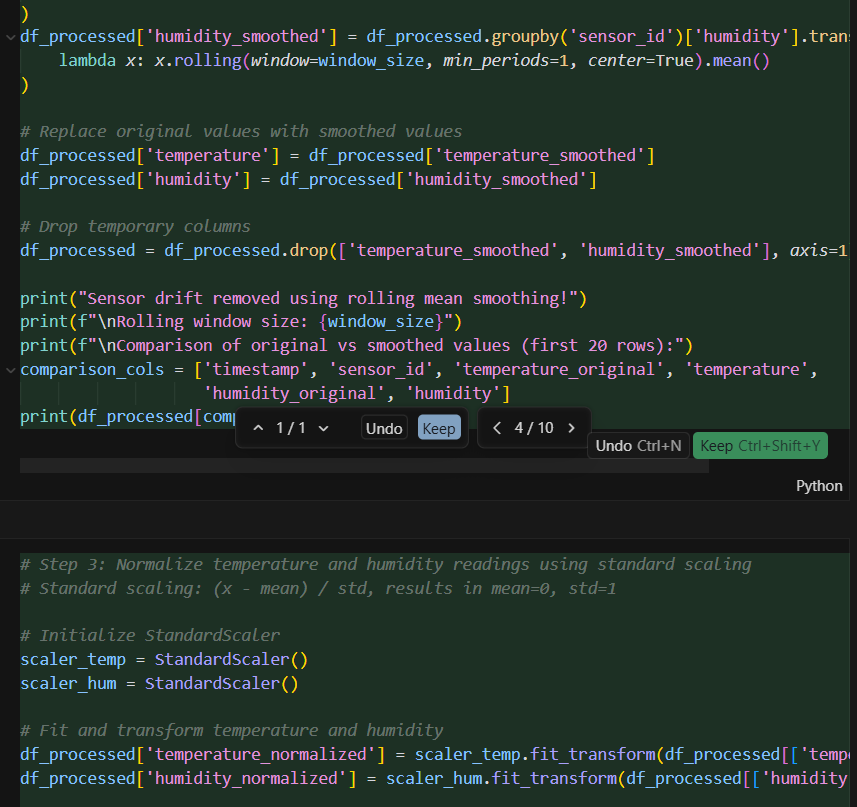 )
df_processed['humidity_smoothed'] = df_processed.groupby('sensor_id')['humidity'].tran
    lambda x: x.rolling(window=window_size, min_periods=1, center=True).mean()
)
# Replace original values with smoothed values
df_processed['temperature'] = df_processed['temperature_smoothed']
df_processed['humidity'] = df_processed['humidity_smoothed']
# Drop temporary columns
df_processed = df_processed.drop(['temperature_smoothed', 'humidity_smoothed'], axis=1
print("Sensor drift removed using rolling mean smoothing!")
print(f"\nRolling window size: {window_size}")
print(f"\nComparison of original vs smoothed values (first 20 rows):")
comparison_cols = ['timestamp', 'sensor_id', 'temperature_original', 'temperature',
                   'humidity_original', 'humidity']
print(df_processed[comp
1 / 1 Undo Keep 4 / 10
Undo Ctrl+N Keep Ctrl+Shift+Y
Python
# Step 3: Normalize temperature and humidity readings using standard scaling
# Standard scaling: (x - mean) / std, results in mean=0, std=1
# Initialize StandardScaler
scaler_temp = StandardScaler()
scaler_hum = StandardScaler()
# Fit and transform temperature and humidity
df_processed['temperature_normalized'] = scaler_temp.fit_transform(df_processed[['tempe
df_processed['humidity_normalized'] = scaler_hum.fit_transform(df_processed[['humidity